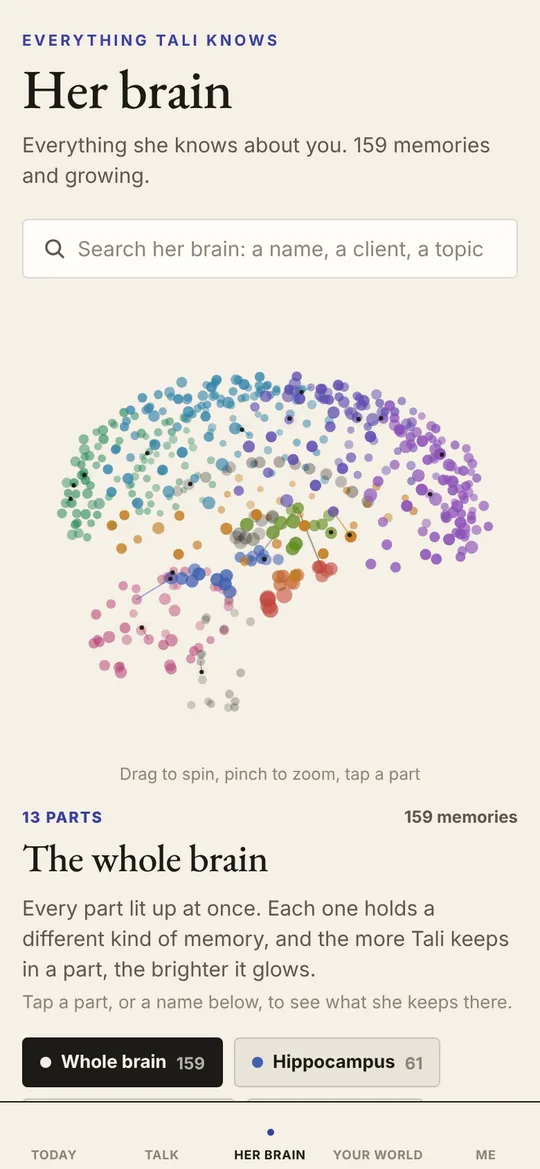 EVERYTHING TALI KNOWS
Her brain
Everything she knows about you. 159 memories
and growing.
Search her brain: a name, a client, a topic
Drag to spin, pinch to zoom, tap a part
13 PARTS
159 memories
The whole brain
Every part lit up at once. Each one holds a
different kind of memory, and the more Tali keeps
in a part, the brighter it glows.
Tap a part, or a name below, to see what she keeps there.
Whole brain 159
Hippocampus 61
TODAY
TALK
HER BRAIN
YOUR WORLD
ME